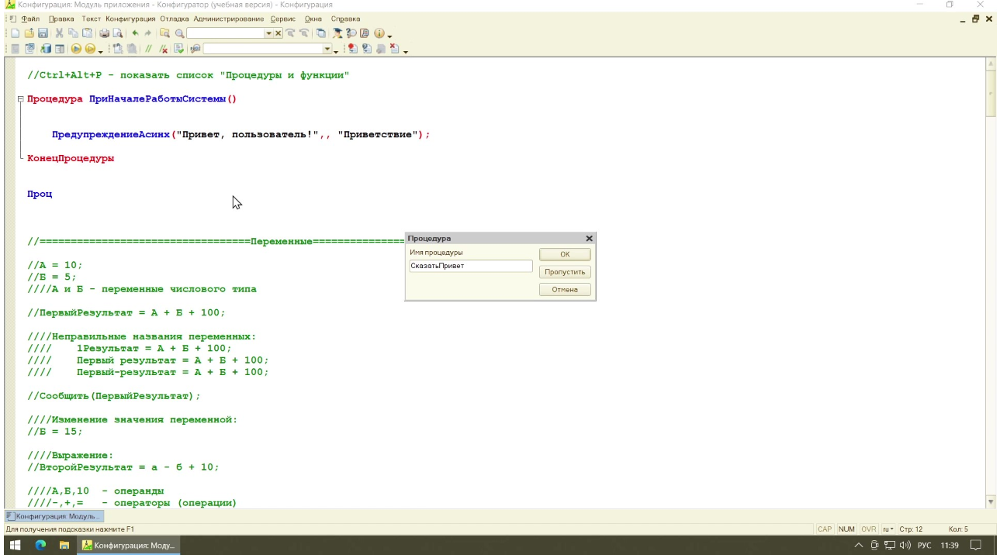 Конфигурация: Модуль приложения - Конфигуратор (учебная версия) - Конфигурация
Файл Правка Текст Конфигурация Отладка Администрирование Сервис Окна Справка
//Ctrl+Alt+P - показать список "Процедуры и функции"
Процедура ПриНачалеРаботыСистемы()
ПредупреждениеАсинх("Привет, пользователь!",, "Приветствие");
КонецПроцедуры
Проц
//==================================Переменные===============
Процедура
Имя процедуры
OK
СказатьПривет
Пропустить
Отмена
//А = 10;
//Б = 5;
////А и Б - переменные числового типа
//ПервыйРезультат = А + Б + 100;
////Неправильные названия переменных:
//// 1Результат = А + Б + 100;
//// Первый результат = А + Б + 100;
//// Первый-результат = А + Б + 100;
//Сообщить(ПервыйРезультат);
////Изменение значения переменной:
//Б = 15;
////Выражение:
//ВторойРезультат = а - б + 10;
////А,Б,10 - операнды
////-,+,= - операторы (операции)
Конфигурация: Модуль...
Для получения подсказки нажмите F1
CAP NUM OVR ru Стр: 12 Кол: 5
Конфигурация: Моду...
РУС 11:39